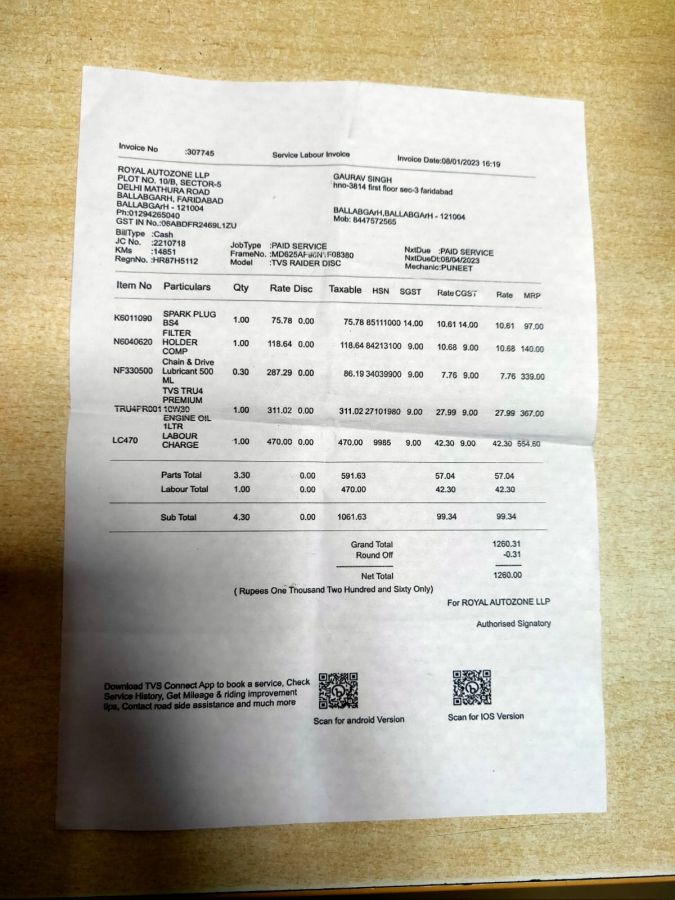 Invoice No :307745 Service Labour Invoice Invoice Date:08/01/2023 16:19
ROYAL AUTOZONE LLP
PLOT NO. 10/B, SECTOR-5
DELHI MATHURA ROAD
BALLABGARH, FARIDABAD
BALLABGArH - 121004
Ph:01294265040
GST IN No.:06ABDFR2469L1ZU
GAURAV SINGH
hno-3814 first floor sec-3 faridabad
BALLABGArH,BALLABGArH - 121004
Mob: 8447572565
BillType :Cash
JC No. :2210718 JobType :PAID SERVICE NxtDue :PAID SERVICE
KMs :14851 FrameNo. NxtDueDt:08/04/2023
RegnNo. :HR87H5112 Model :TVS RAIDER DISC Mechanic:PUNEET
Item No Particulars Qty Rate Disc Taxable HSN SGST Rate CGST Rate MRP
K6011090 SPARK PLUG 1.00 75.78 0.00 75.78 85111000 14.00 10.61 14.00 10.61 97.00
BS4
N6040620 FILTER 1.00 118.64 0.00 118.64 84213100 9.00 10.68 9.00 10.68 140.00
HOLDER
COMP
NF330500 Chain & Drive 0.30 287.29 0.00 86.19 34039900 9.00 7.76 9.00 7.76 339.00
Lubricant 500
ML
TRU4PR001 TVS TRU4 1.00 311.02 0.00 311.02 27101980 9.00 27.99 9.00 27.99 367.00
PREMIUM
10W30
ENGINE OIL
1LTR
LC470 LABOUR 1.00 470.00 0.00 470.00 9985 9.00 42.30 9.00 42.30 554.60
CHARGE
Parts Total 3.30 0.00 591.63 57.04 57.04
Labour Total 1.00 0.00 470.00 42.30 42.30
Sub Total 4.30 0.00 1061.63 99.34 99.34
Grand Total 1260.31
Round Off -0.31
Net Total 1260.00
( Rupees One Thousand Two Hundred and Sixty Only)
For ROYAL AUTOZONE LLP
Authorised Signatory
Download TVS Connect App to book a service, Check
Service History, Get Mileage & riding improvement
tips, Contact road side assistance and much more
Scan for android Version
Scan for IOS Version